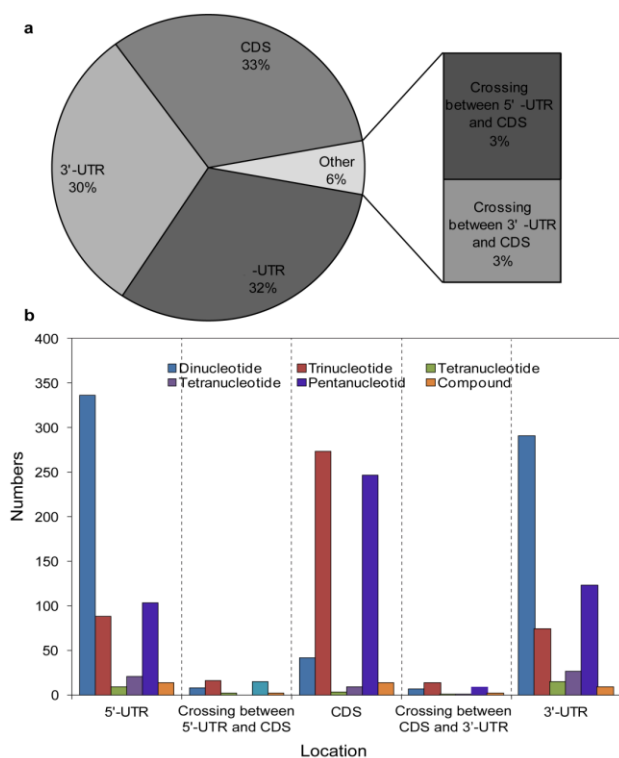 a
CDS
33%
3'-UTR
30%
Other
6%
-UTR
32%
Crossing
between 5' -UTR
and CDS
3%
Crossing
between 3' -UTR
and CDS
3%
b
Dinucleotide Trinucleotide Tetranucleotide
Tetranucleotide Pentanucleotid Compound
Numbers
400
350
300
250
200
150
100
50
0
5'-UTR
Crossing between
5'-UTR and CDS
CDS
Crossing between
CDS and 3'-UTR
3'-UTR
Location